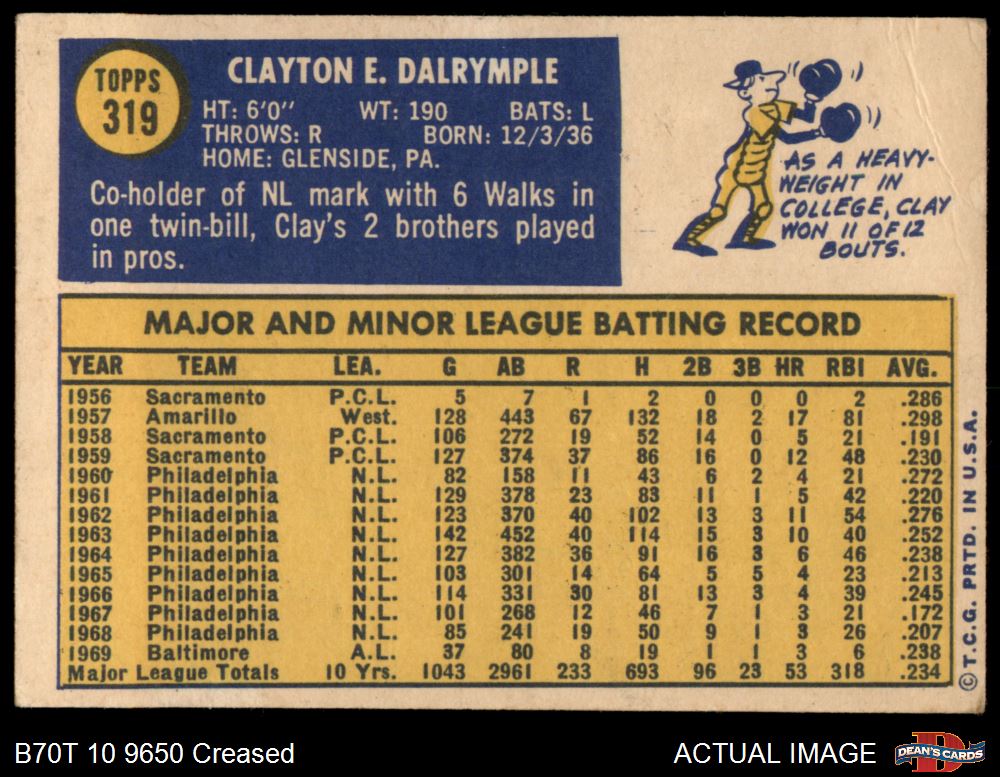 TOPPS
319
CLAYTON E. DALRYMPLE
HT: 6'0" WT: 190 BATS: L
THROWS: R BORN: 12/3/36
HOME: GLENSIDE, PA.
Co-holder of NL mark with 6 Walks in
one twin-bill, Clay's 2 brothers played
in pros.
AS A HEAVY-
WEIGHT IN
COLLEGE, CLAY
WON 11 OF 12
BOUTS.
MAJOR AND MINOR LEAGUE BATTING RECORD
YEAR TEAM LEA. G AB R H 2B 3B HR RBI AVG.
1956 Sacramento P.C.L. 5 7 1 2 0 0 0 2 .286
1957 Amarillo West. 128 443 67 132 18 2 17 81 .298
1958 Sacramento P.C.L. 106 272 19 52 14 0 5 21 .191
1959 Sacramento P.C.L. 127 374 37 86 16 0 12 48 .230
1960 Philadelphia N.L. 82 158 11 43 6 2 4 21 .272
1961 Philadelphia N.L. 129 378 23 83 11 1 5 42 .220
1962 Philadelphia N.L. 123 370 40 102 13 3 11 54 .276
1963 Philadelphia N.L. 142 452 40 114 15 3 10 40 .252
1964 Philadelphia N.L. 127 382 36 91 16 3 6 46 .238
1965 Philadelphia N.L. 103 301 14 64 5 5 4 23 .213
1966 Philadelphia N.L. 114 331 30 81 13 3 4 39 .245
1967 Philadelphia N.L. 101 268 12 46 7 1 3 21 .172
1968 Philadelphia N.L. 85 241 19 50 9 1 3 26 .207
1969 Baltimore A.L. 37 80 8 19 1 1 3 6 .238
Major League Totals 10 Yrs. 1043 2961 233 693 96 23 53 318 .234
© T.C.G. PRTD. IN U.S.A.
B70T 10 9650 Creased
ACTUAL IMAGE
DEAN'S CARDS